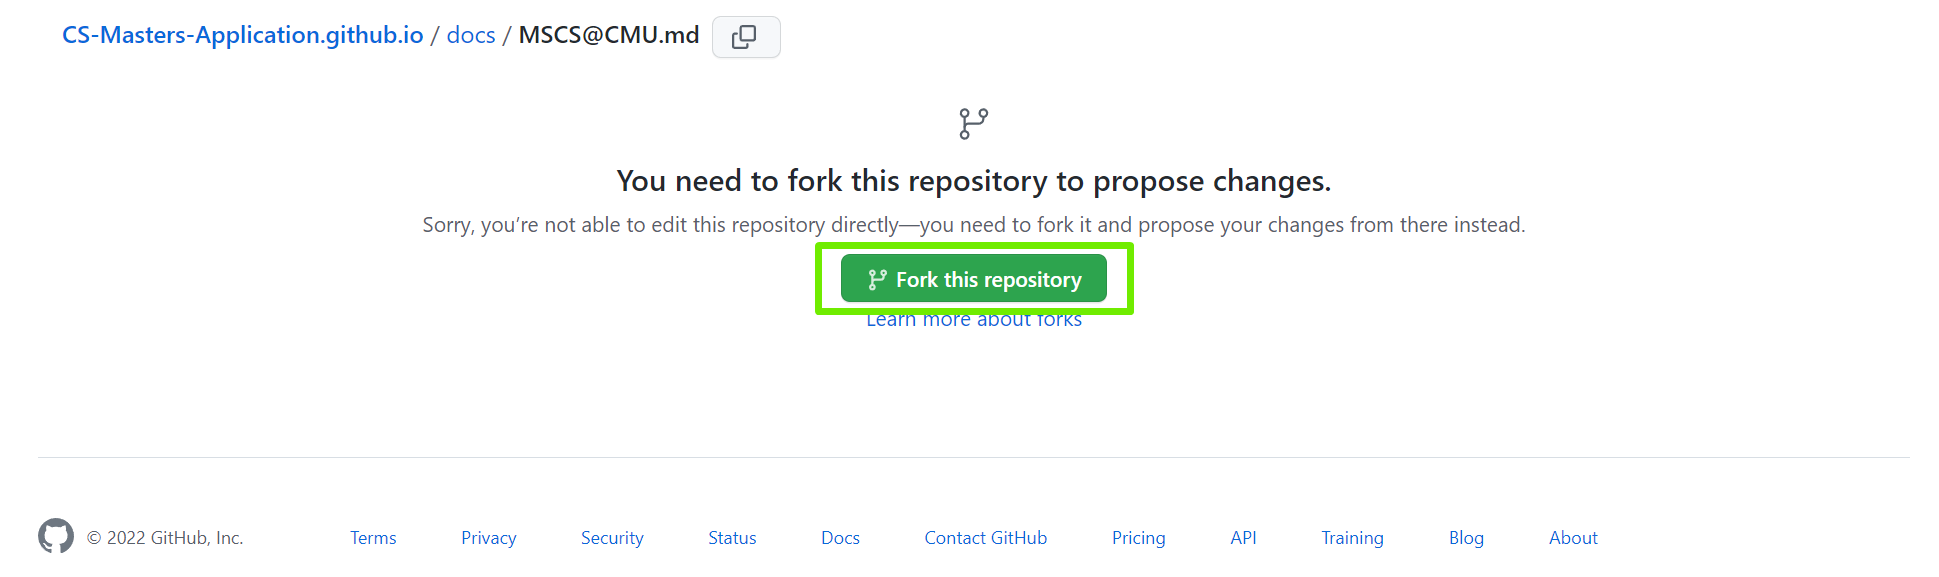 CS-Masters-Application.github.io / docs / MSCS@CMU.md
You need to fork this repository to propose changes.
Sorry, you’re not able to edit this repository directly—you need to fork it and propose your changes from there instead.
Fork this repository
Learn more about forks
© 2022 GitHub, Inc. Terms Privacy Security Status Docs Contact GitHub Pricing API Training Blog About